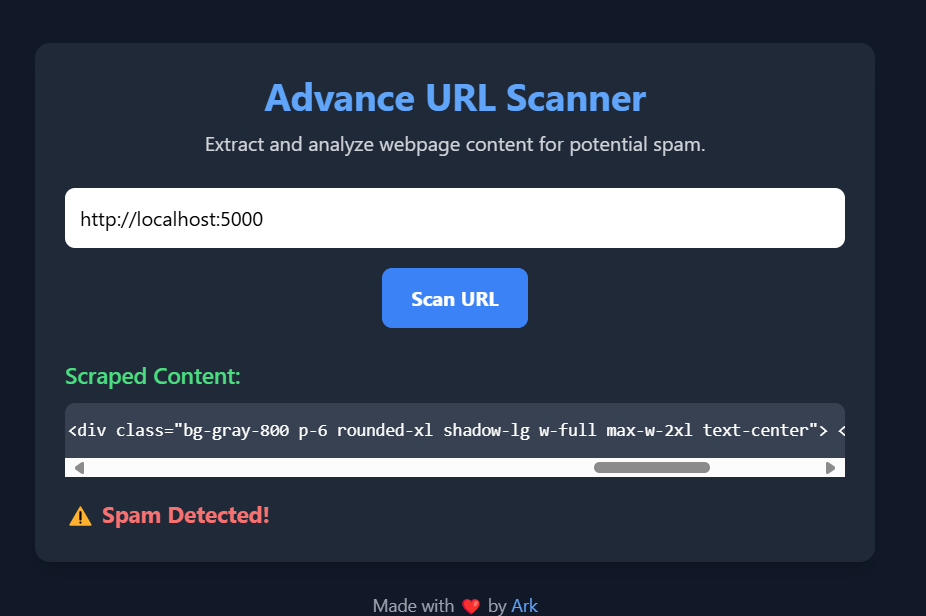 Advance URL Scanner
Extract and analyze webpage content for potential spam.
http://localhost:5000
Scan URL
Scraped Content:
<div class="bg-gray-800 p-6 rounded-xl shadow-lg w-full max-w-2xl text-center"> <
⚠️ Spam Detected!
Made with ❤️ by Ark